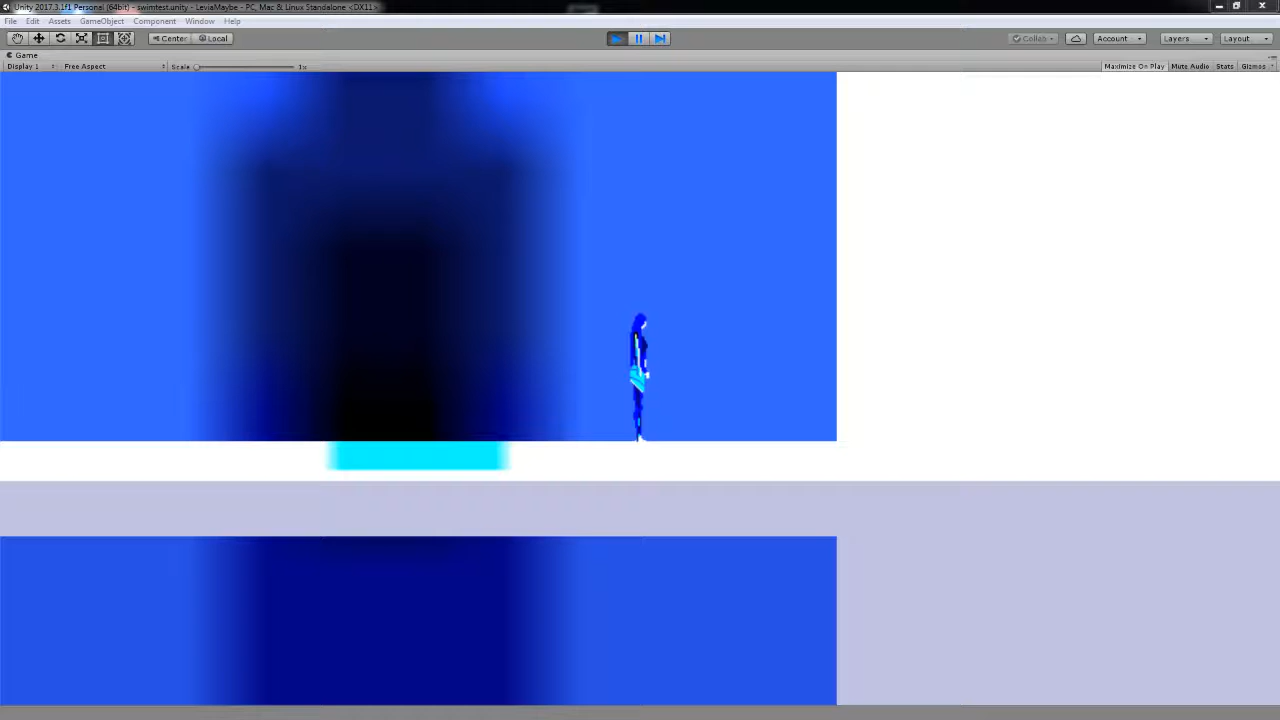 Unity 2017.3.1f1 Personal (64bit) - swimtest.unity - LeviaMaybe - PC, Mac & Linux Standalone <DX11>
File Edit Assets GameObject Component Window Help
Center Local Collab Account Layers Layout
Game
Display 1 Free Aspect Scale 1x Maximize On Play Mute Audio Stats Gizmos